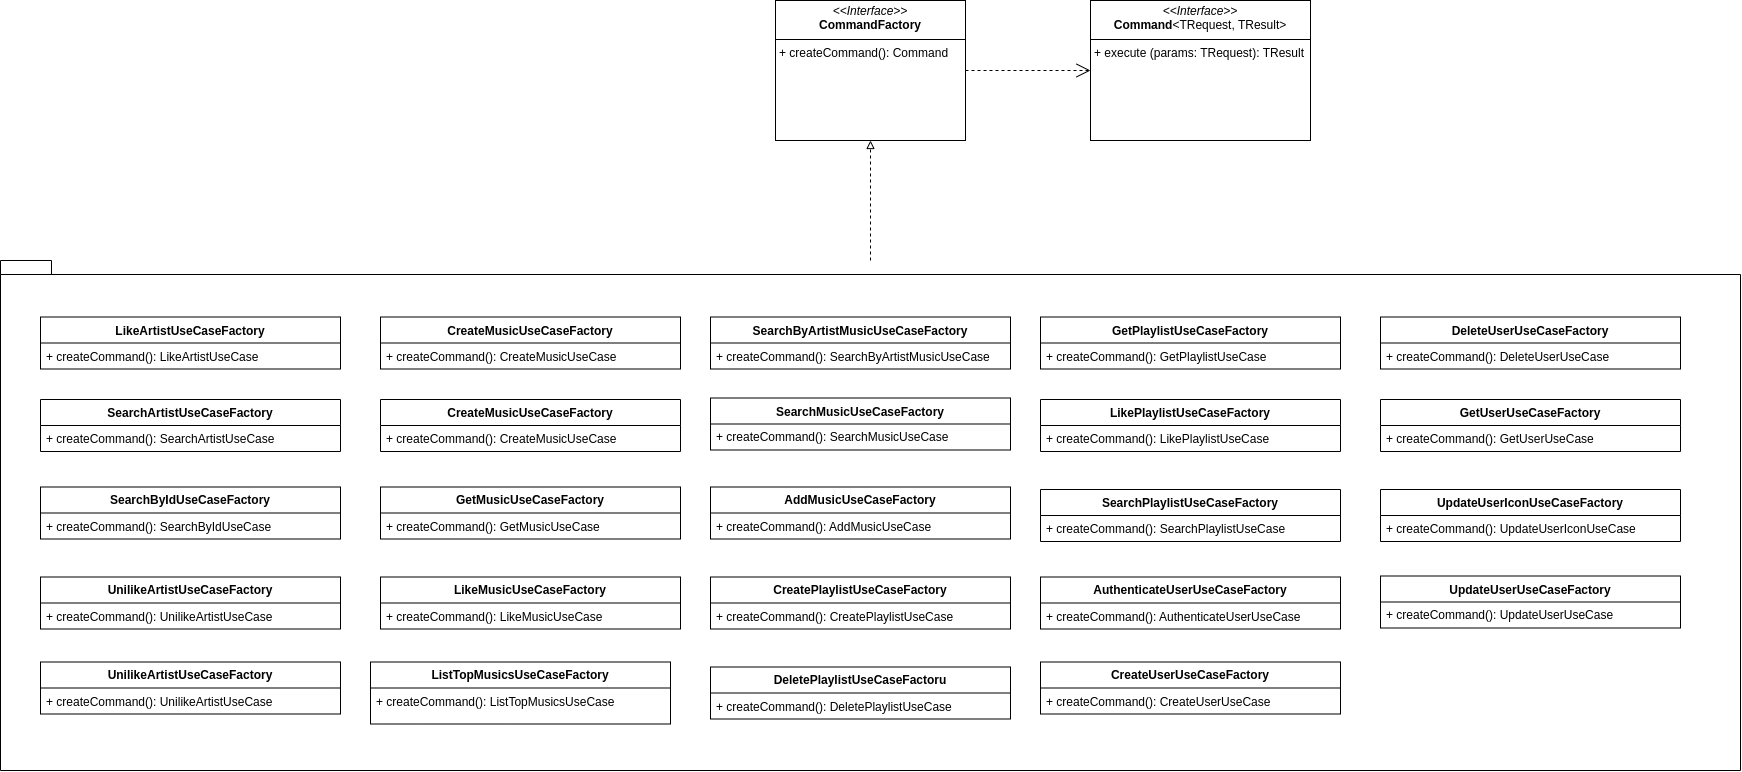 <<Interface>>
CommandFactory
+ createCommand(): Command
<<Interface>>
Command<TRequest, TResult>
+ execute (params: TRequest): TResult
LikeArtistUseCaseFactory
+ createCommand(): LikeArtistUseCase
CreateMusicUseCaseFactory
+ createCommand(): CreateMusicUseCase
SearchByArtistMusicUseCaseFactory
+ createCommand(): SearchByArtistMusicUseCase
GetPlaylistUseCaseFactory
+ createCommand(): GetPlaylistUseCase
DeleteUserUseCaseFactory
+ createCommand(): DeleteUserUseCase
SearchArtistUseCaseFactory
+ createCommand(): SearchArtistUseCase
CreateMusicUseCaseFactory
+ createCommand(): CreateMusicUseCase
SearchMusicUseCaseFactory
+ createCommand(): SearchMusicUseCase
LikePlaylistUseCaseFactory
+ createCommand(): LikePlaylistUseCase
GetUserUseCaseFactory
+ createCommand(): GetUserUseCase
SearchByIdUseCaseFactory
+ createCommand(): SearchByIdUseCase
GetMusicUseCaseFactory
+ createCommand(): GetMusicUseCase
AddMusicUseCaseFactory
+ createCommand(): AddMusicUseCase
SearchPlaylistUseCaseFactory
+ createCommand(): SearchPlaylistUseCase
UpdateUserIconUseCaseFactory
+ createCommand(): UpdateUserIconUseCase
UnilikeArtistUseCaseFactory
+ createCommand(): UnilikeArtistUseCase
LikeMusicUseCaseFactory
+ createCommand(): LikeMusicUseCase
CreatePlaylistUseCaseFactory
+ createCommand(): CreatePlaylistUseCase
AuthenticateUserUseCaseFactory
+ createCommand(): AuthenticateUserUseCase
UpdateUserUseCaseFactory
+ createCommand(): UpdateUserUseCase
UnilikeArtistUseCaseFactory
+ createCommand(): UnilikeArtistUseCase
ListTopMusicsUseCaseFactory
+ createCommand(): ListTopMusicsUseCase
DeletePlaylistUseCaseFactoru
+ createCommand(): DeletePlaylistUseCase
CreateUserUseCaseFactory
+ createCommand(): CreateUserUseCase